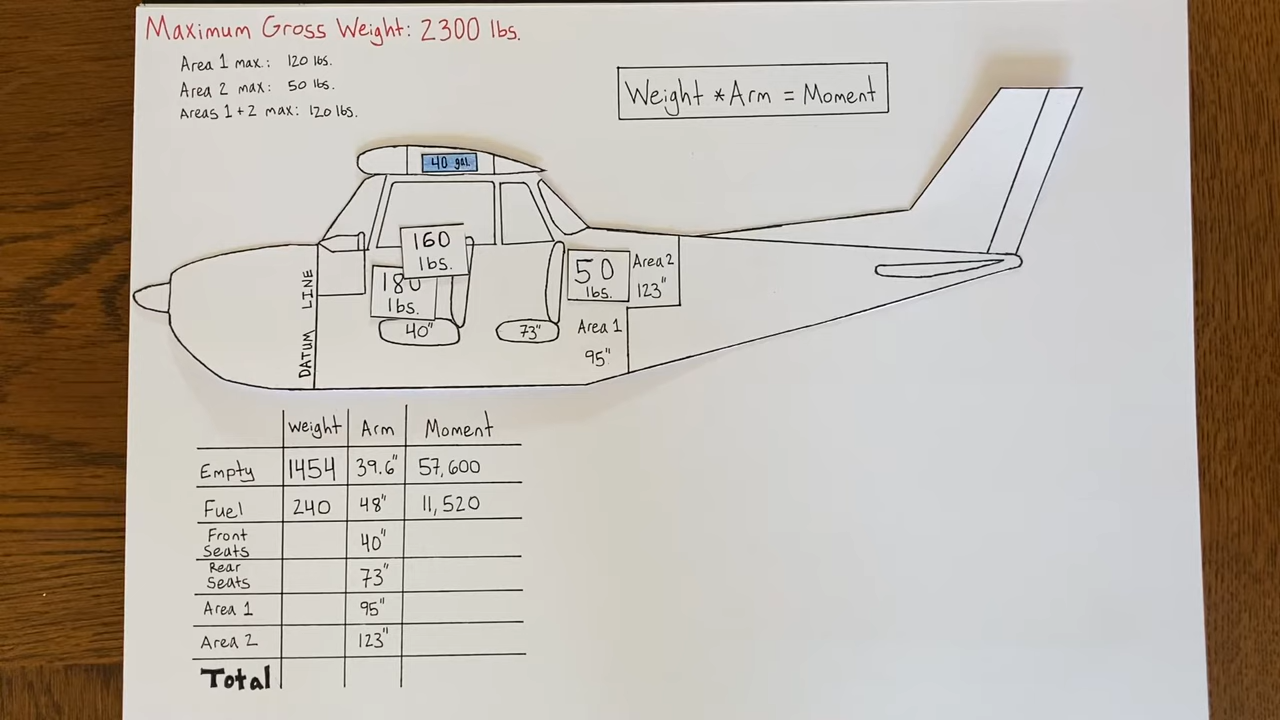 Maximum Gross Weight: 2300 lbs.
Area 1 max.: 120 lbs.
Area 2 max: 50 lbs.
Areas 1+2 max: 120 lbs.
Weight * Arm = Moment
40 gal.
160
lbs.
180
lbs.
50
lbs.
Area 2
123"
DATUM LINE
40"
73"
Area 1
95"
Weight Arm Moment
Empty 1454 39.6" 57,600
Fuel 240 48" 11,520
Front
Seats 40"
Rear
Seats 73"
Area 1 95"
Area 2 123"
Total